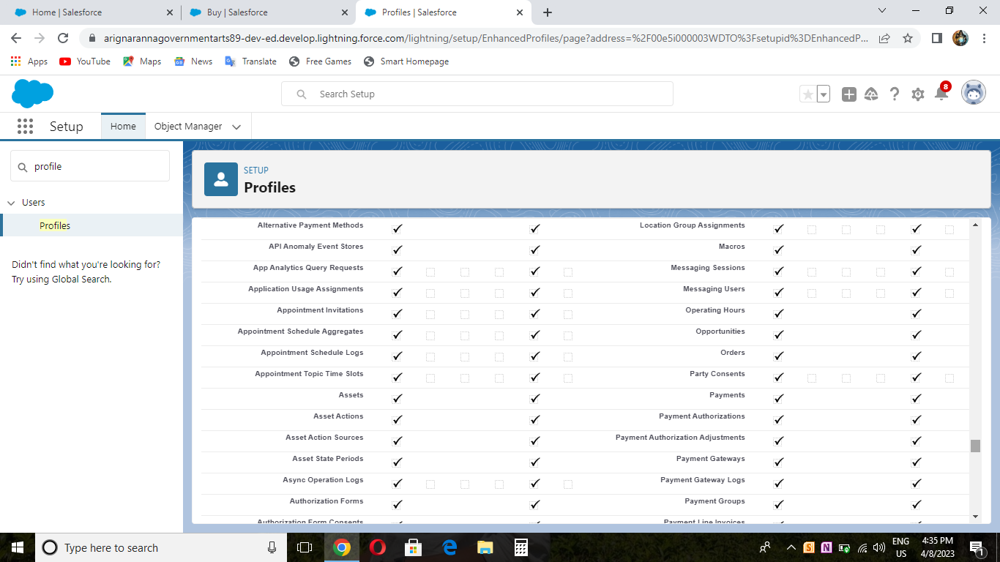 Home | Salesforce
Buy | Salesforce
Profiles | Salesforce
arignarannagovernmentarts89-dev-ed.develop.lightning.force.com/lightning/setup/EnhancedProfiles/page?address=%2F00e5i000003WDTO%3Fsetupid%3DEnhancedP...
Apps
YouTube
Maps
News
Translate
Free Games
Smart Homepage
Search Setup
8
Setup
Home
Object Manager
profile
Users
Profiles
Didn't find what you're looking for?
Try using Global Search.
SETUP
Profiles
Alternative Payment Methods
Location Group Assignments
API Anomaly Event Stores
Macros
App Analytics Query Requests
Messaging Sessions
Application Usage Assignments
Messaging Users
Appointment Invitations
Operating Hours
Appointment Schedule Aggregates
Opportunities
Appointment Schedule Logs
Orders
Appointment Topic Time Slots
Party Consents
Assets
Payments
Asset Actions
Payment Authorizations
Asset Action Sources
Payment Authorization Adjustments
Asset State Periods
Payment Gateways
Async Operation Logs
Payment Gateway Logs
Authorization Forms
Payment Groups
Authorization Form Consents
Payment Line Invoices
Type here to search
ENG
US
4:35 PM
4/8/2023
1